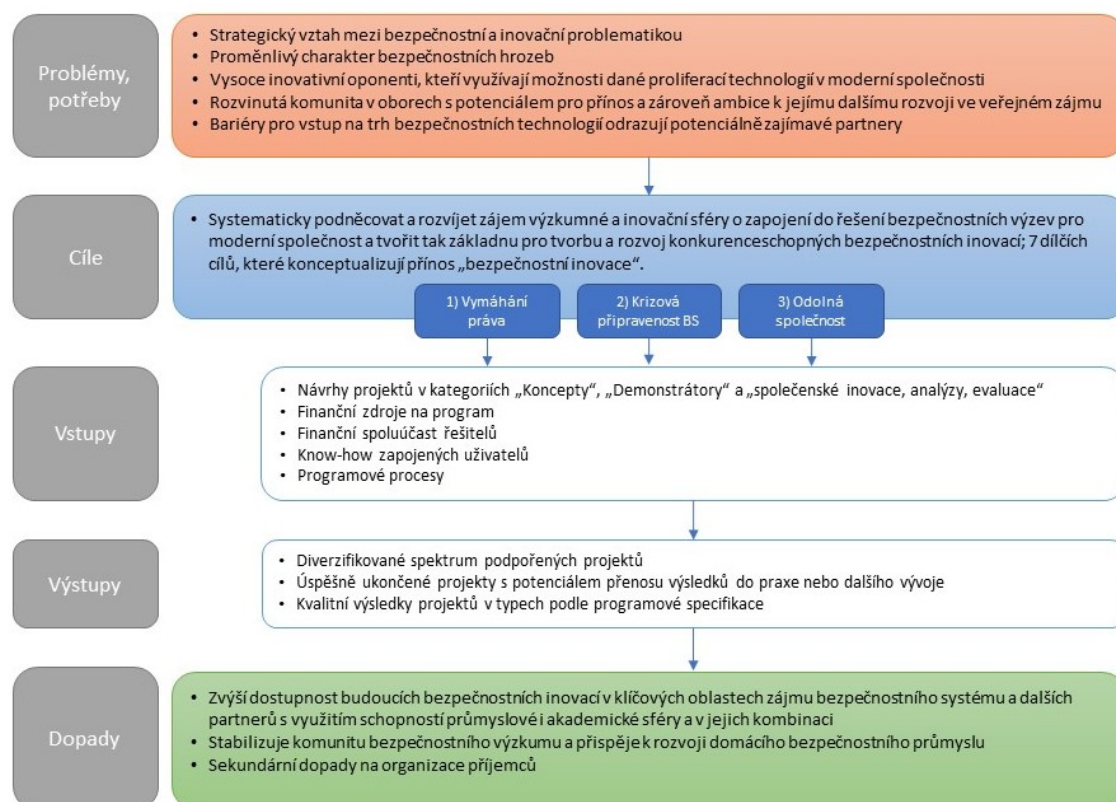 Problémy,
potřeby
• Strategický vztah mezi bezpečnostní a inovační problematikou
• Proměnlivý charakter bezpečnostních hrozeb
• Vysoce inovativní oponenti, kteří využívají možnosti dané proliferací technologií v moderní společnosti
• Rozvinutá komunita v oborech s potenciálem pro přínos a zároveň ambice k jejímu dalšímu rozvoji ve veřejném zájmu
• Bariéry pro vstup na trh bezpečnostních technologií odrazují potenciálně zajímavé partnery
Cíle
• Systematicky podněcovat a rozvíjet zájem výzkumné a inovační sféry o zapojení do řešení bezpečnostních výzev pro
moderní společnost a tvořit tak základnu pro tvorbu a rozvoj konkurenceschopných bezpečnostních inovací; 7 dílčích
cílů, které konceptualizují přínos „bezpečnostní inovace“.
1) Vymáhání
práva
2) Krizová
připravenost BS
3) Odolná
společnost
Vstupy
• Návrhy projektů v kategoriích „Koncepty“, „Demonstrátory“ a „společenské inovace, analýzy, evaluace“
• Finanční zdroje na program
• Finanční spoluúčast řešitelů
• Know-how zapojených uživatelů
• Programové procesy
Výstupy
• Diverzifikované spektrum podpořených projektů
• Úspěšně ukončené projekty s potenciálem přenosu výsledků do praxe nebo dalšího vývoje
• Kvalitní výsledky projektů v typech podle programové specifikace
Dopady
• Zvýší dostupnost budoucích bezpečnostních inovací v klíčových oblastech zájmu bezpečnostního systému a dalších
partnerů s využitím schopností průmyslové i akademické sféry a v jejich kombinaci
• Stabilizuje komunitu bezpečnostního výzkumu a přispěje k rozvoji domácího bezpečnostního průmyslu
• Sekundární dopady na organizace příjemců